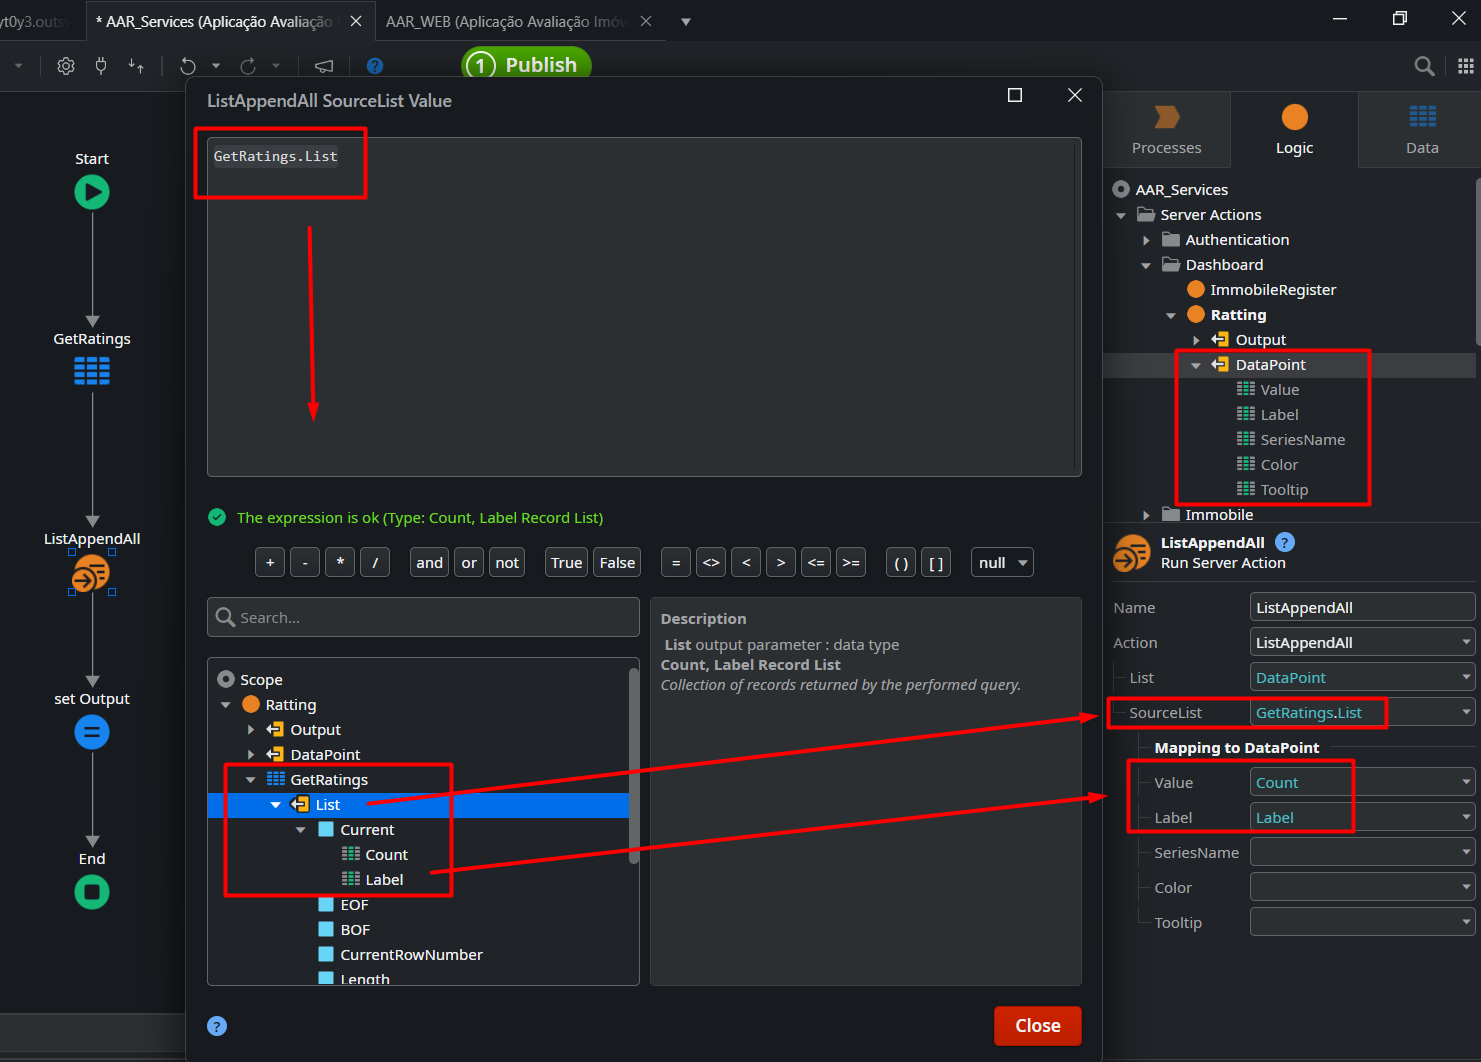 yt0y3.outsy
* AAR_Services (Aplicação Avaliação I
AAR_WEB (Aplicação Avaliação Imóv
1 Publish
ListAppendAll SourceList Value
GetRatings.List
The expression is ok (Type: Count, Label Record List)
+ - * / and or not True False = <> < > <= >= ( ) [ ] null
Search...
Scope
Ratting
Output
DataPoint
GetRatings
List
Current
Count
Label
EOF
BOF
CurrentRowNumber
Length
Description
List output parameter : data type
Count, Label Record List
Collection of records returned by the performed query.
?
Close
Start
GetRatings
ListAppendAll
set Output
End
Processes
Logic
Data
AAR_Services
Server Actions
Authentication
Dashboard
ImmobileRegister
Ratting
Output
DataPoint
Value
Label
SeriesName
Color
Tooltip
Immobile
ListAppendAll ?
Run Server Action
Name ListAppendAll
Action ListAppendAll
List DataPoint
SourceList GetRatings.List
Mapping to DataPoint
Value Count
Label Label
SeriesName
Color
Tooltip